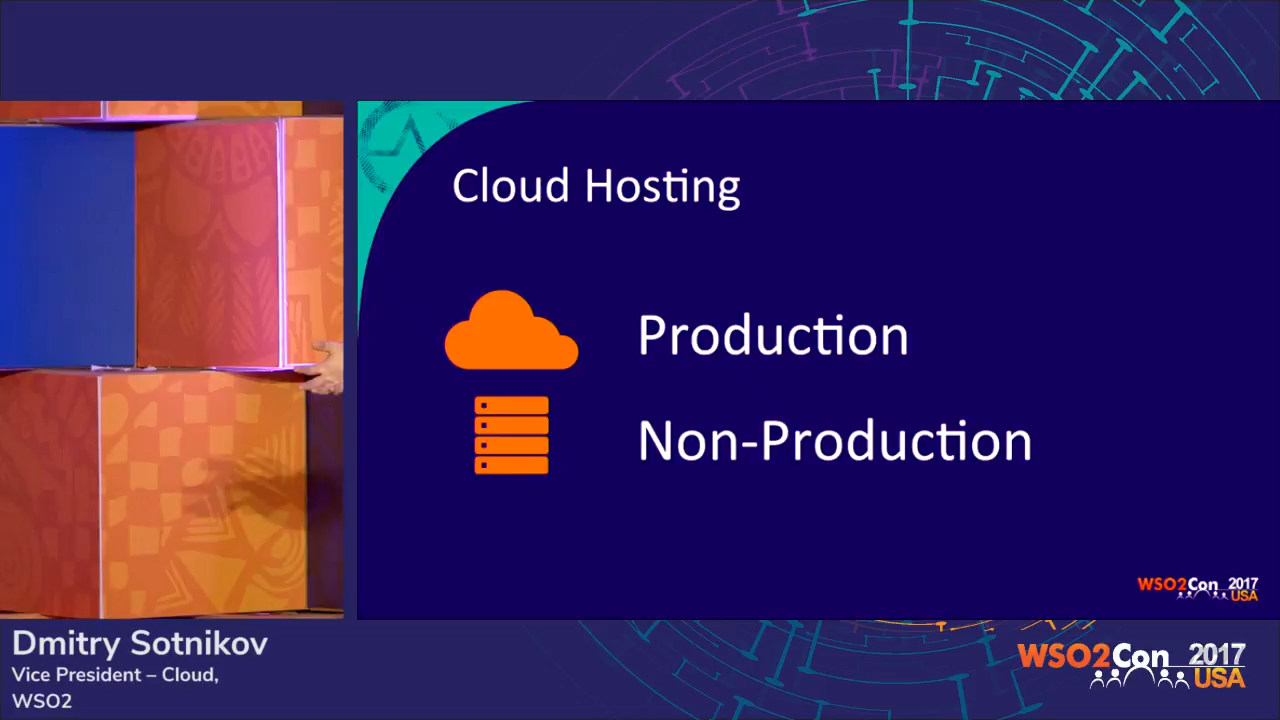 Cloud Hosting
Production
Non-Production
WSO2Con 2017
USA
Dmitry Sotnikov
Vice President – Cloud,
WSO2
WSO2Con 2017
USA